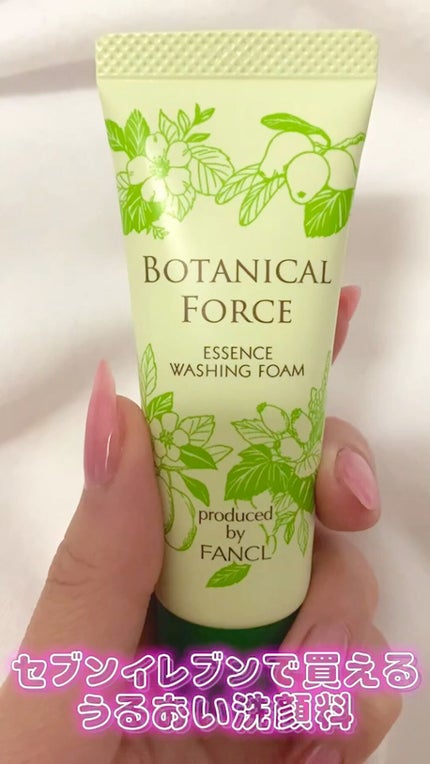 BOTANICAL
FORCE
ESSENCE
WASHING FOAM
produced
by
FANCL
セブンイレブンで買える
うるおい洗顔料